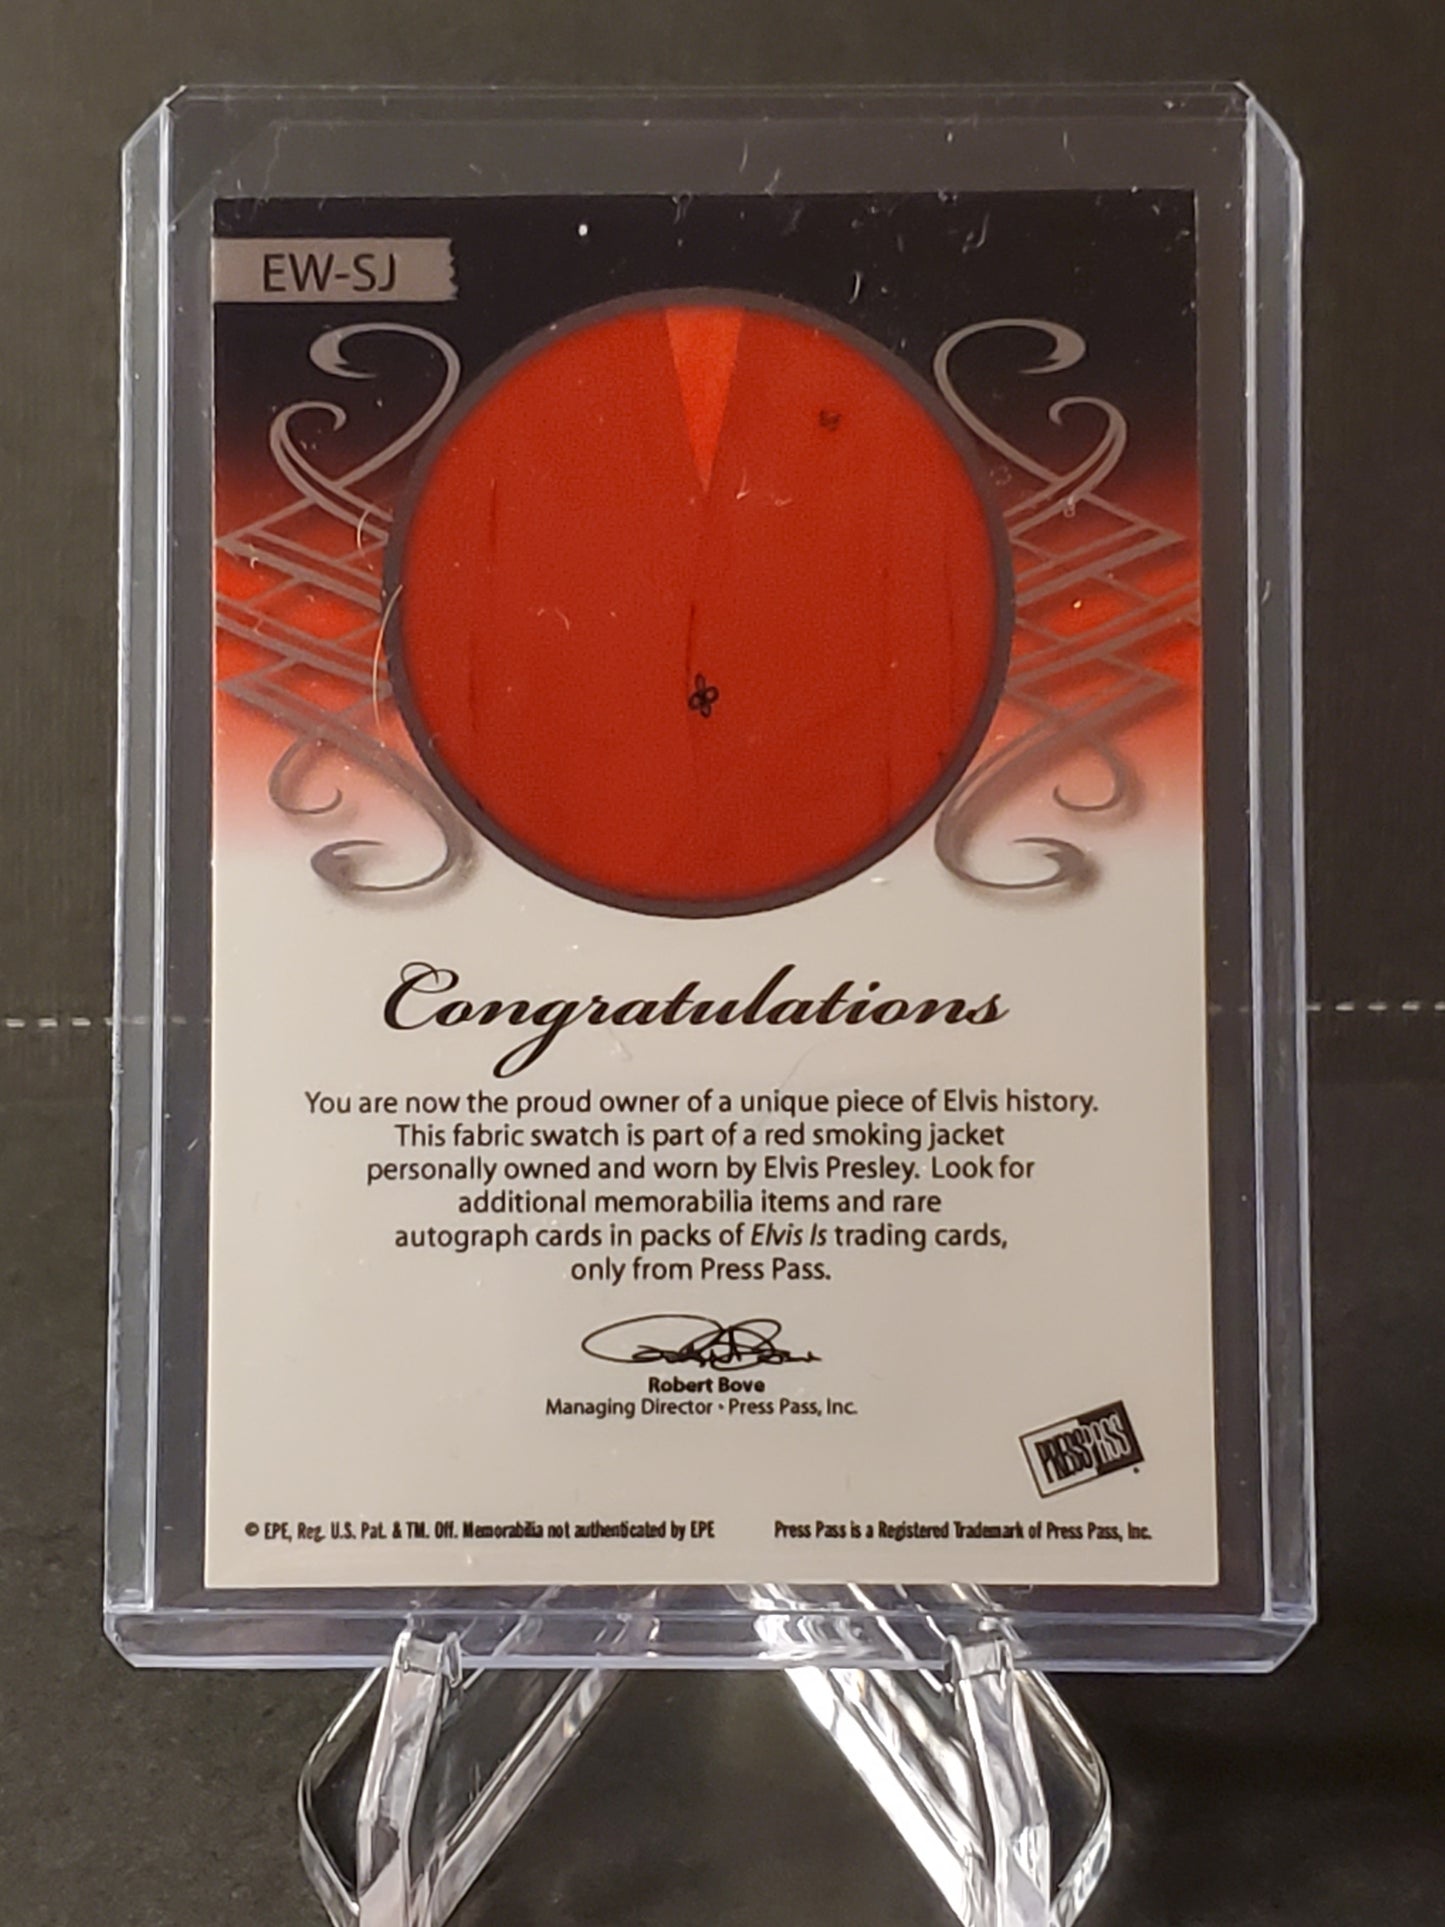 EW-SJ
Congratulations
You are now the proud owner of a unique piece of Elvis history.
This fabric swatch is part of a red smoking jacket
personally owned and worn by Elvis Presley. Look for
additional memorabilia items and rare
autograph cards in packs of Elvis Is trading cards,
only from Press Pass.
Robert Bove
Managing Director • Press Pass, Inc.
PRESS PASS
© EPE, Reg. U.S. Pat. & TM. Off. Memorabilia not authenticated by EPE
Press Pass is a Registered Trademark of Press Pass, Inc.